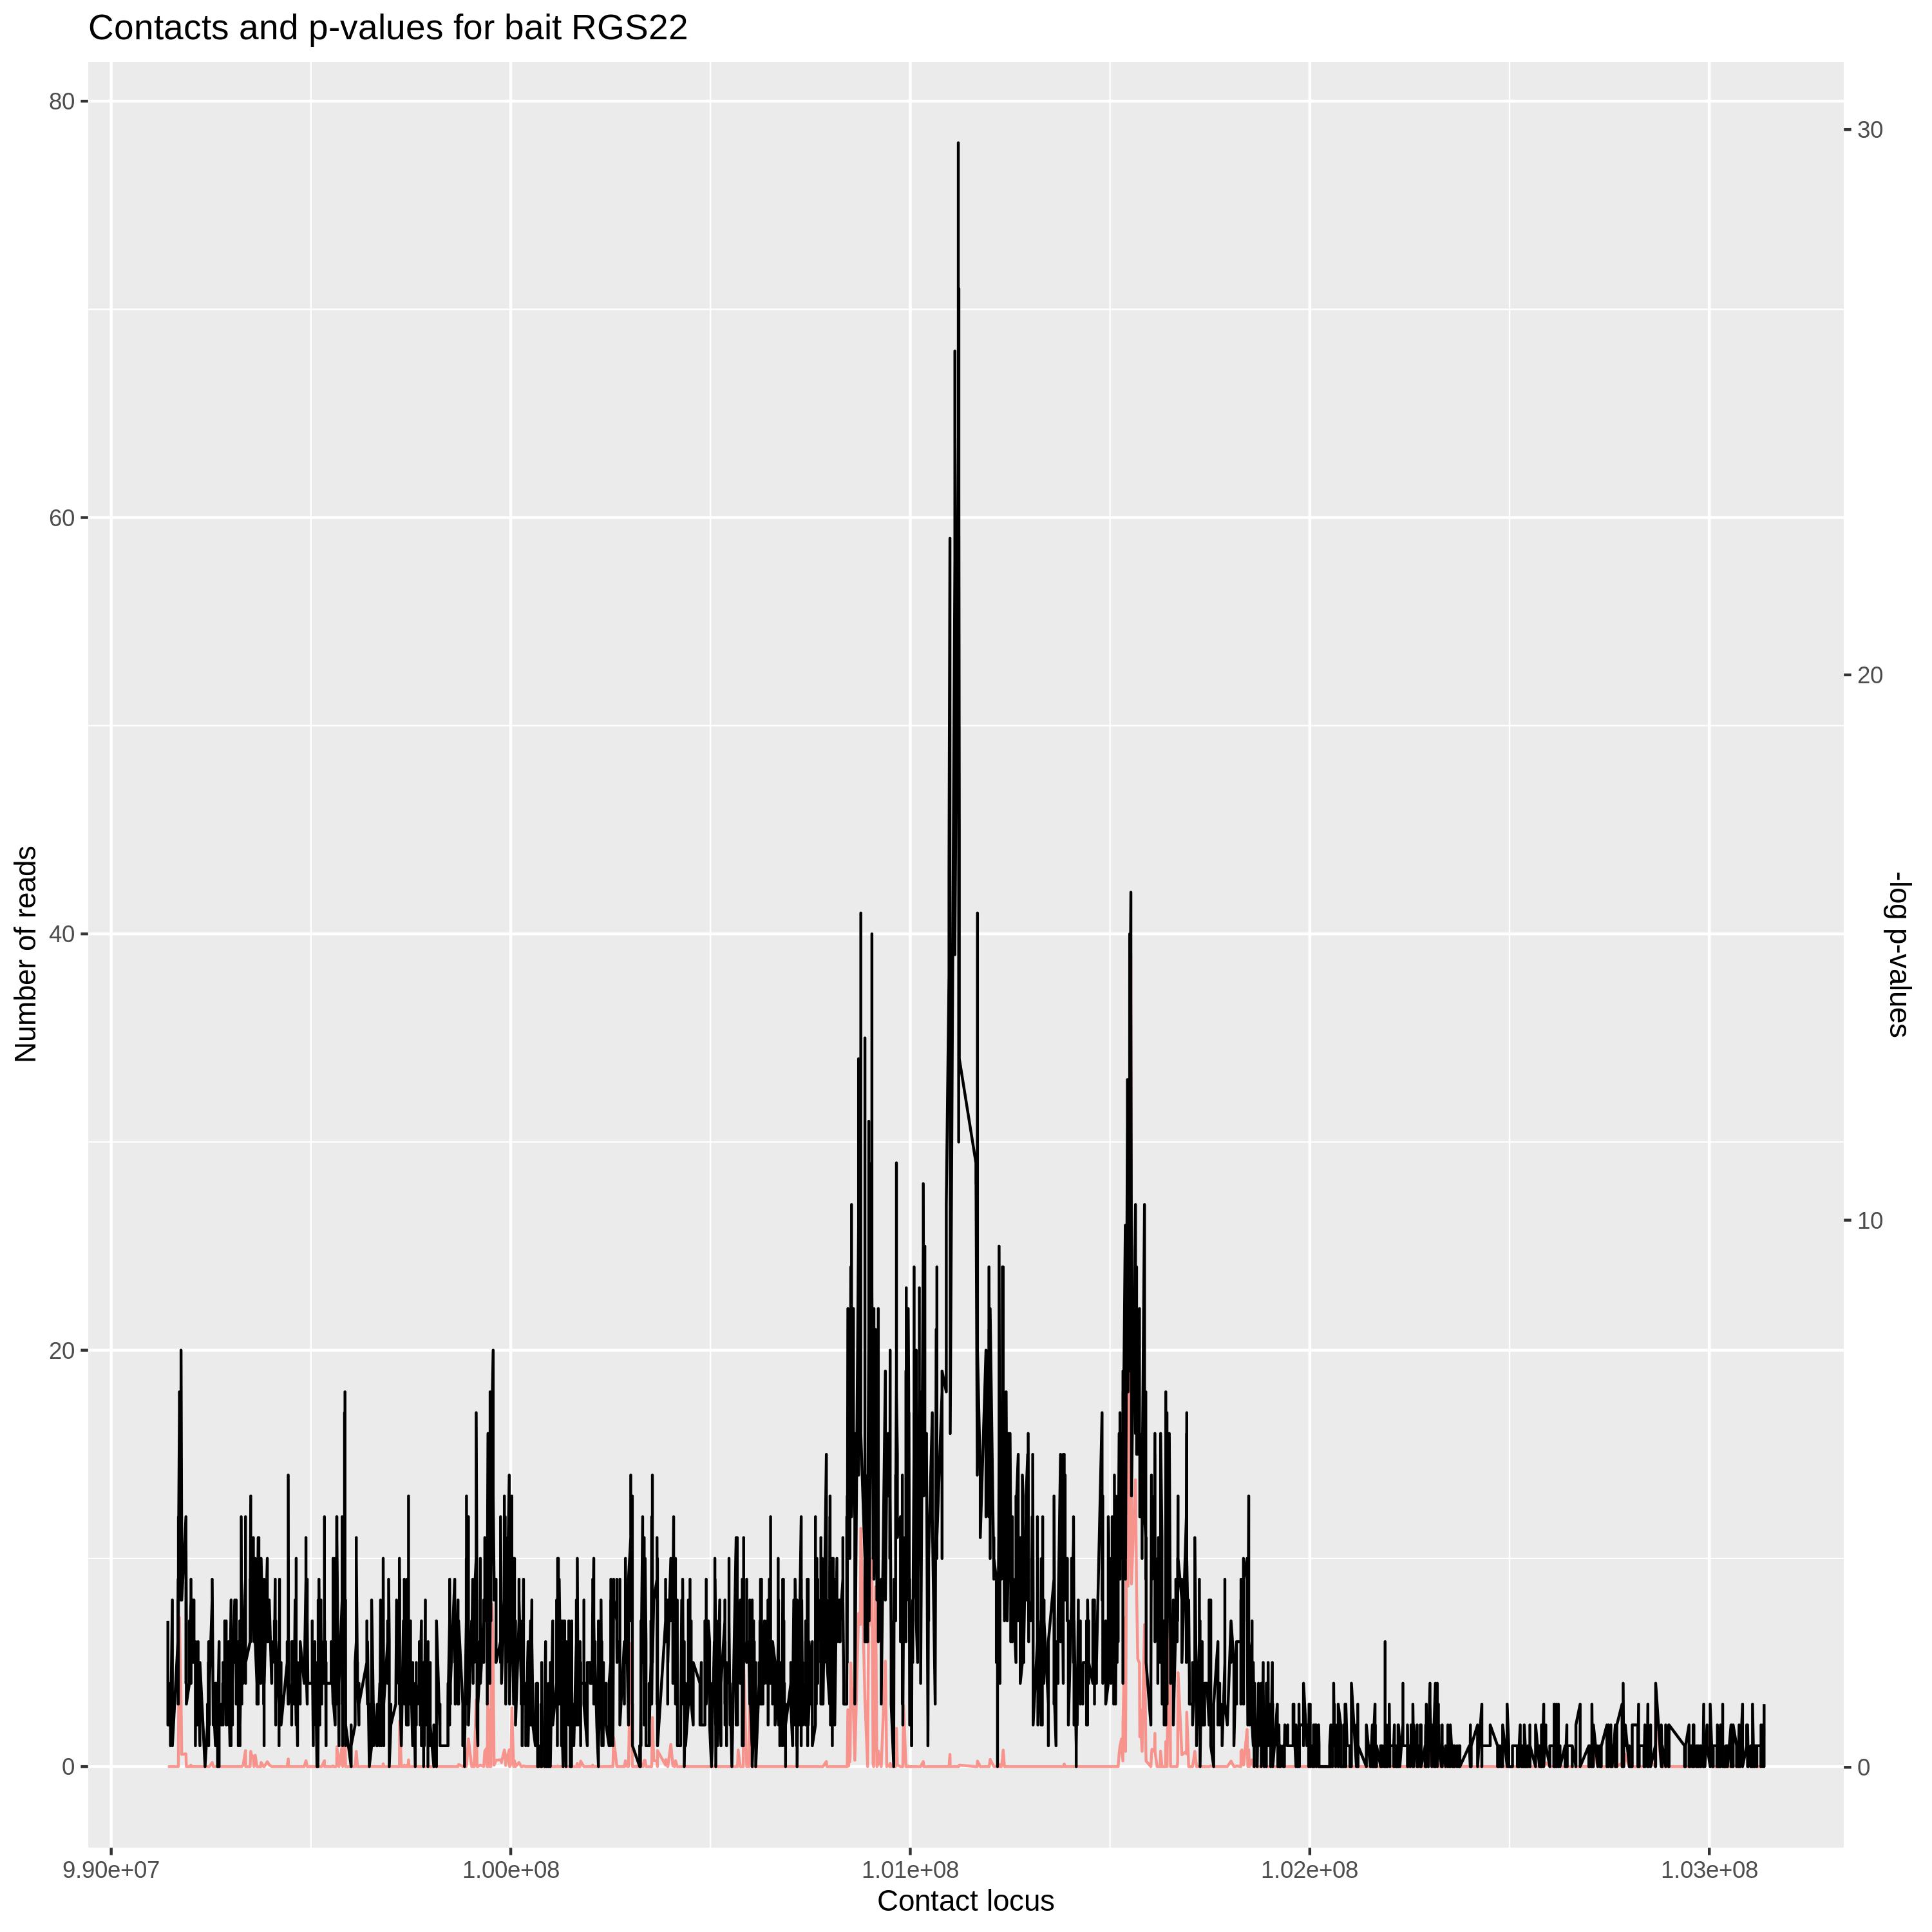 Contacts and p-values for bait RGS22
80
60
40
20
0
Number of reads
30
20
10
0
-log p-values
9.90e+07
1.00e+08
1.01e+08
1.02e+08
1.03e+08
Contact locus